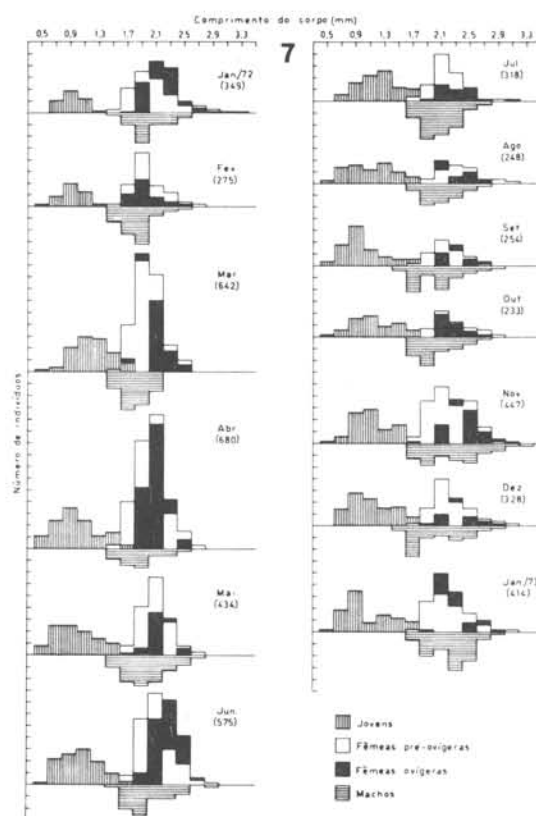 Comprimento do corpo (mm)
0.5 0.9 1.3 1.7 2.1 2.5 2.9 3.3
0.5 0.9 1.3 1.7 2.1 2.5 2.9 3.3
7
Número de indivíduos
Jan/72
(349)
Fev
(275)
Mar
(642)
Abr
(680)
Mai
(434)
Jun
(575)
Jul
(318)
Ago
(248)
Set
(254)
Out
(233)
Nov
(447)
Dez
(328)
Jan/73
(414)
Jovens
Fêmeas pré-ovígeras
Fêmeas ovígeras
Machos